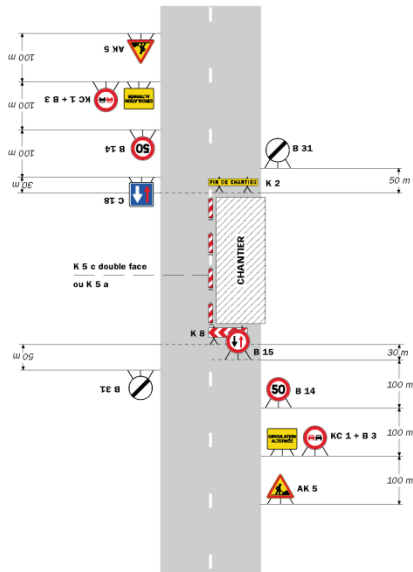 AK 5
100 m
CIRCULATION
ALTERNÉE
KC 1 + B 3
100 m
50
B 14
100 m
C 18
30 m
B 31
FIN DE CHANTIER
K 2
50 m
CHANTIER
K 5 c double face
ou K 5 a
K 8
B 15
50 m
30 m
B 31
50
B 14
100 m
CIRCULATION
ALTERNÉE
KC 1 + B 3
100 m
AK 5
100 m